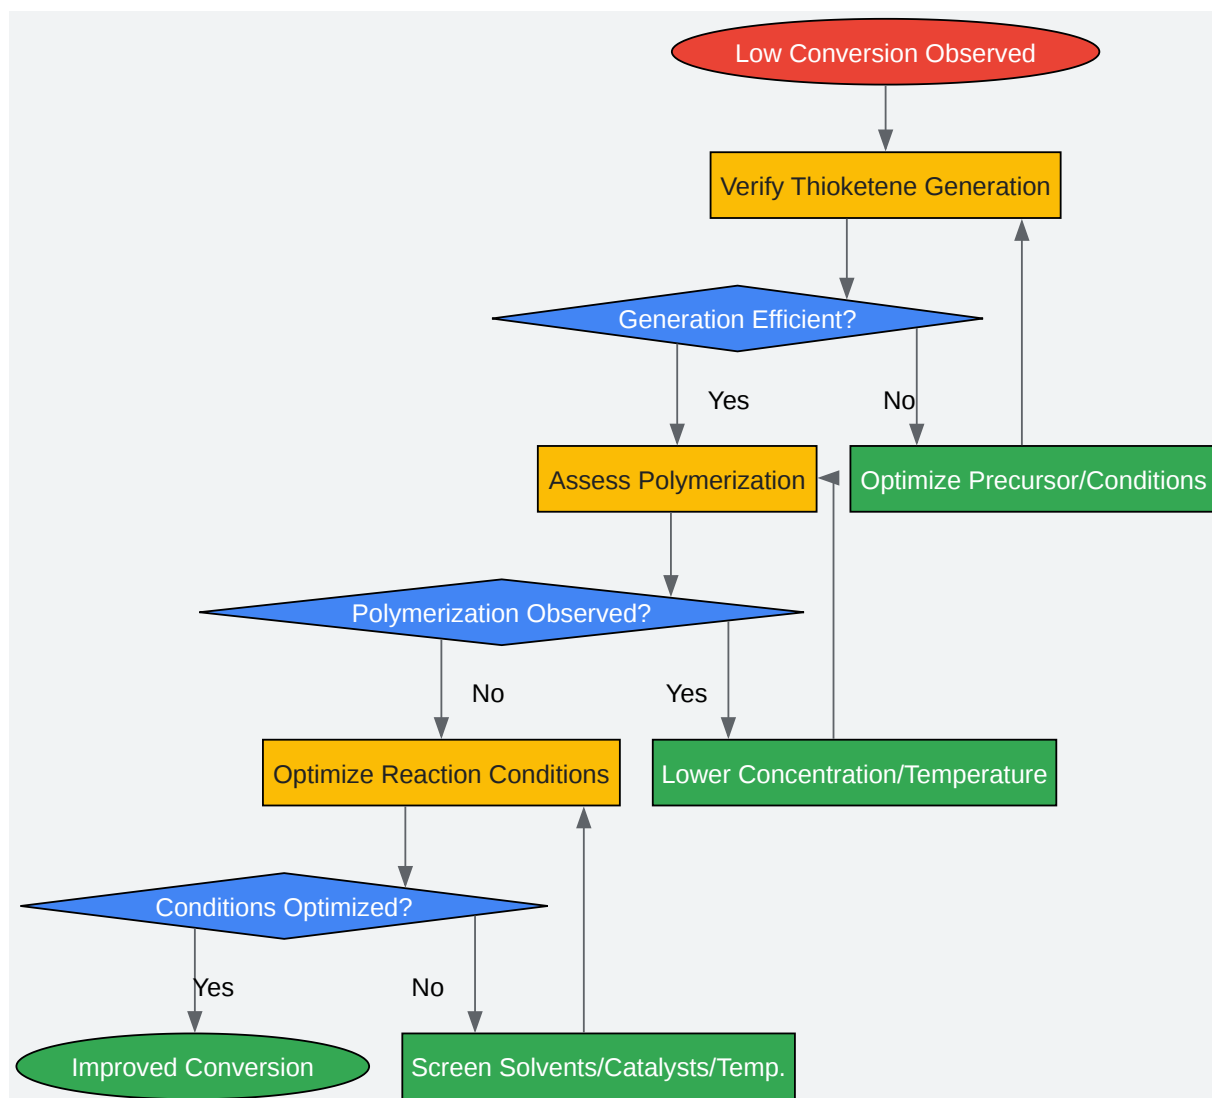 Low Conversion Observed
Verify Thioketene Generation
Generation Efficient?
Yes
No
Assess Polymerization
Optimize Precursor/Conditions
Polymerization Observed?
No
Yes
Optimize Reaction Conditions
Lower Concentration/Temperature
Conditions Optimized?
Yes
No
Improved Conversion
Screen Solvents/Catalysts/Temp.